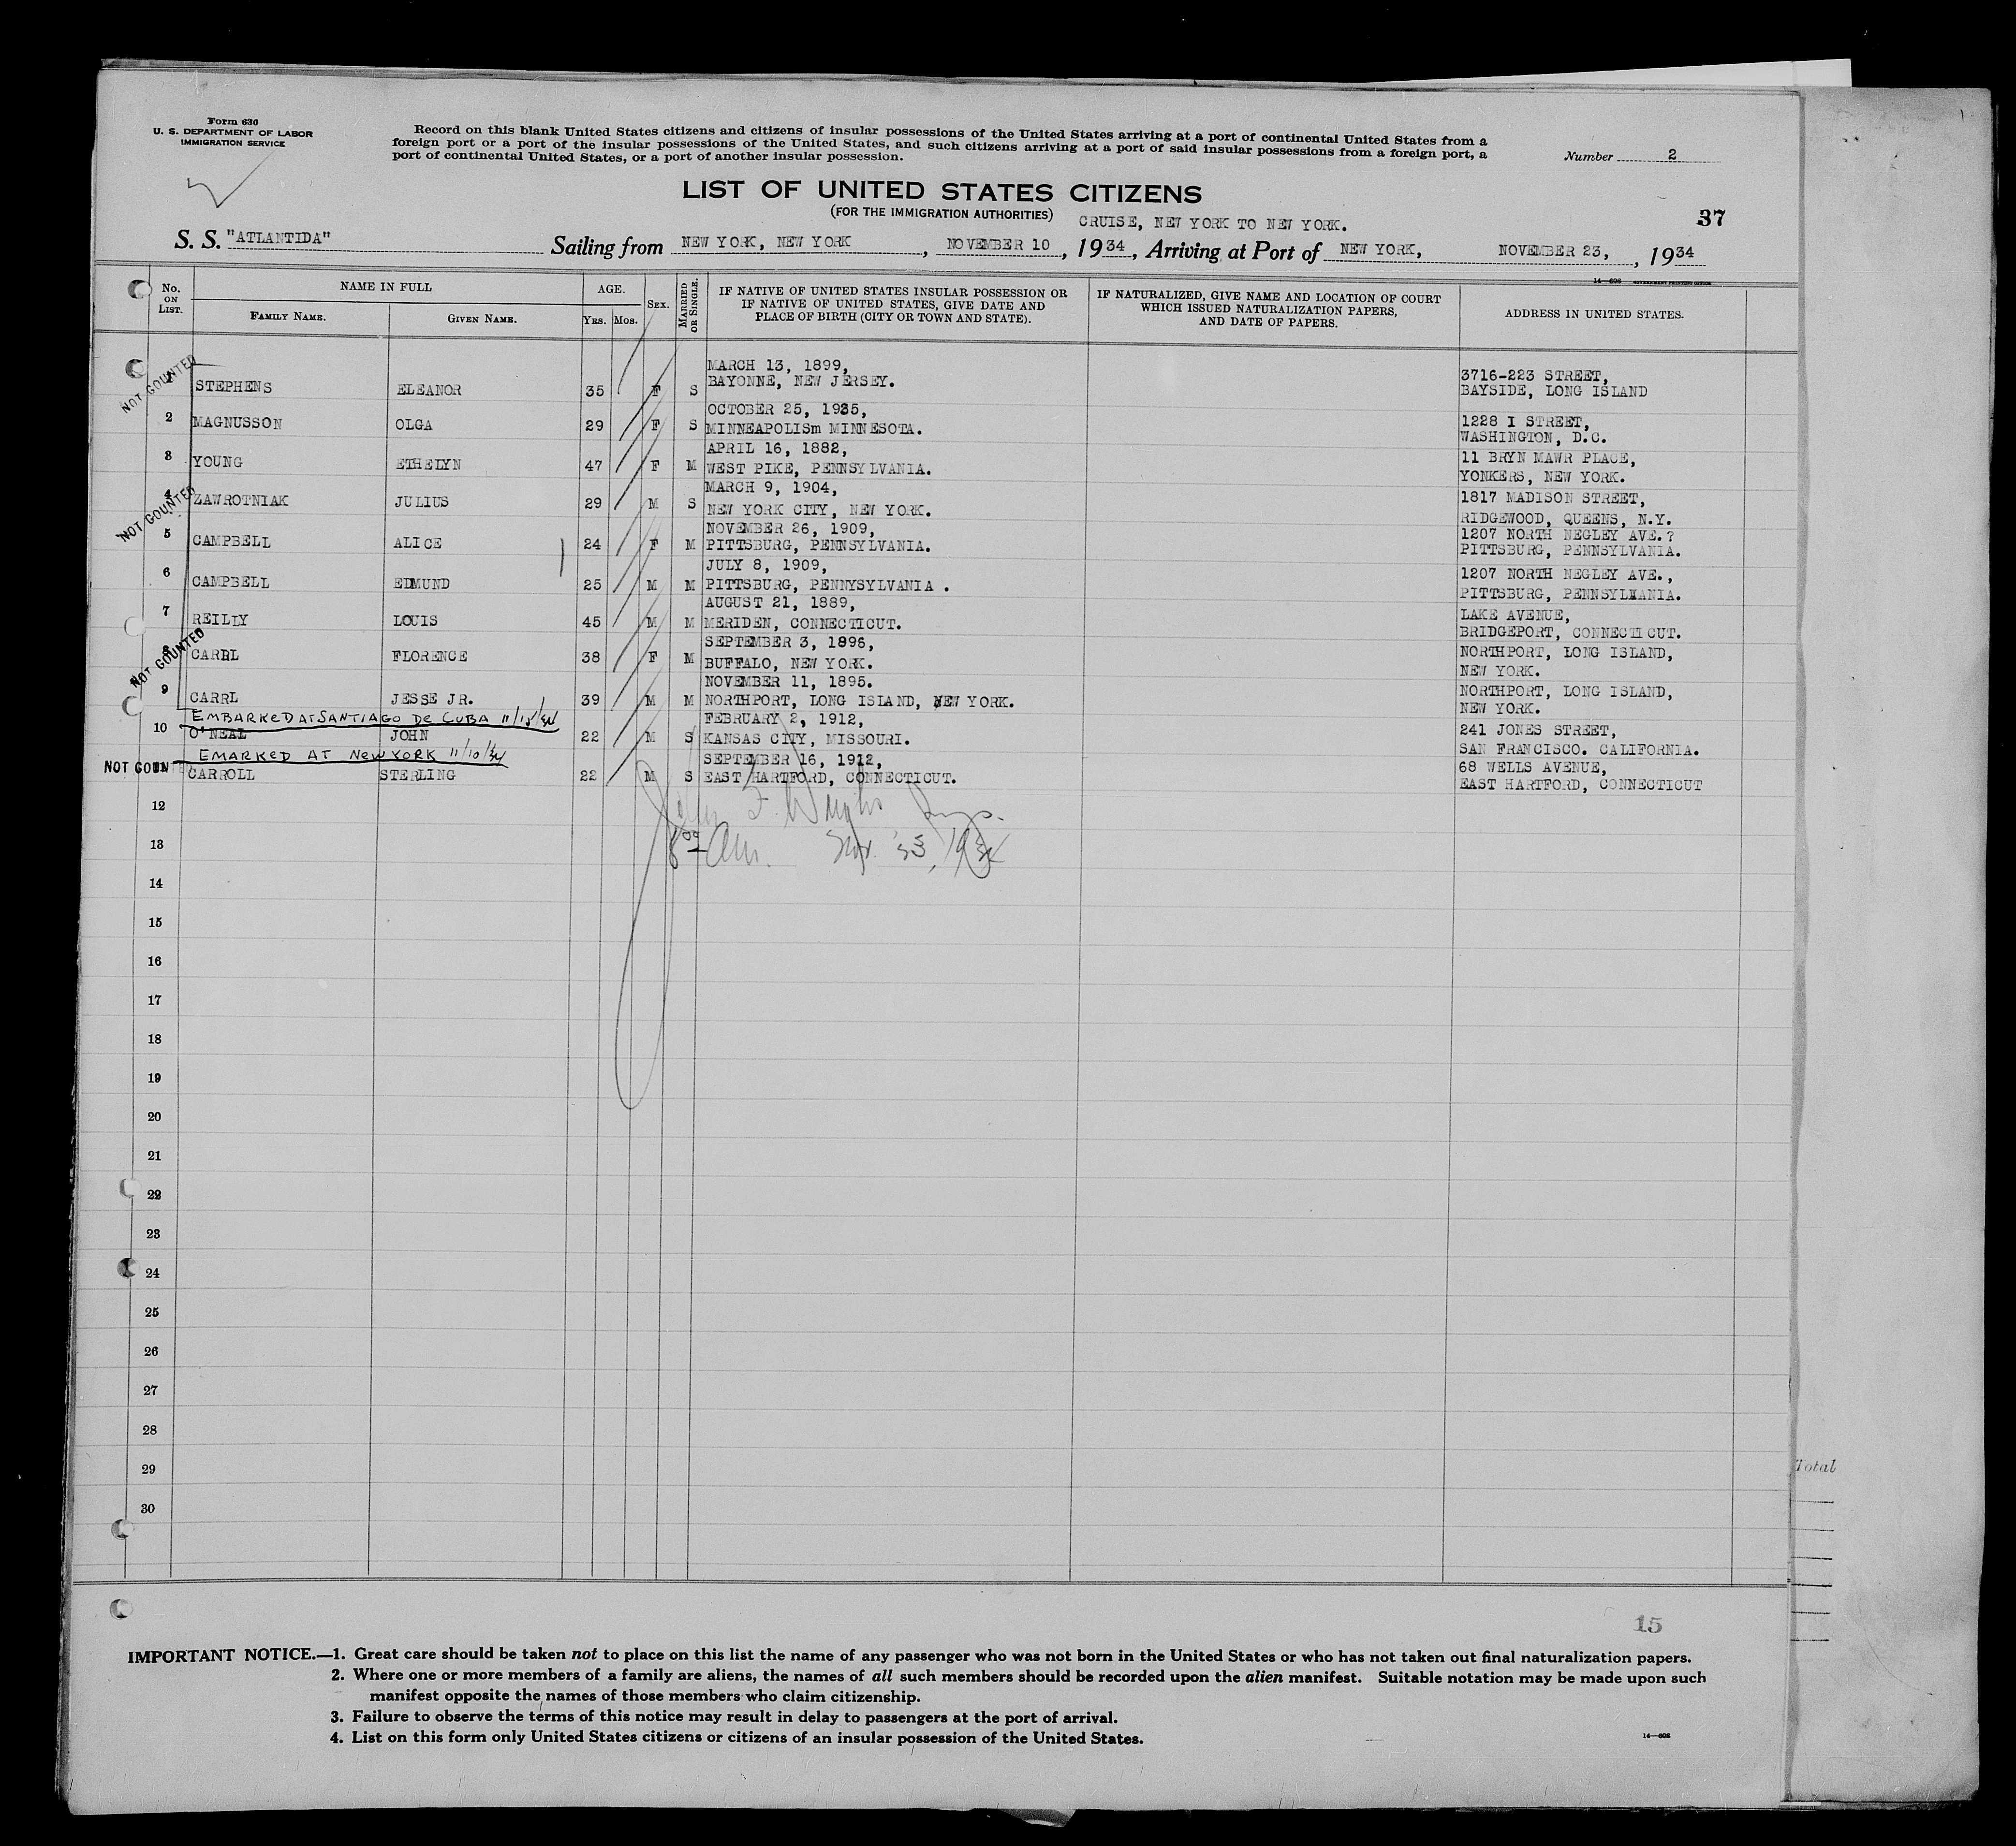 Form 636
U. S. DEPARTMENT OF LABOR
IMMIGRATION SERVICE
Record on this blank United States citizens and citizens of insular possessions of the United States arriving at a port of continental United States from a
foreign port or a port of the insular possessions of the United States, and such citizens arriving at a port of said insular possessions from a foreign port, a
port of continental United States, or a port of another insular possession.
Number 2
LIST OF UNITED STATES CITIZENS
(FOR THE IMMIGRATION AUTHORITIES)
CRUISE, NEW YORK TO NEW YORK.
37
S. S. "ATLANTIDA" Sailing from NEW YORK, NEW YORK, NOVEMBER 10, 1934, Arriving at Port of NEW YORK, NOVEMBER 23, , 1934
14—608 GOVERNMENT PRINTING OFFICE
No. ON LIST.
NAME IN FULL
FAMILY NAME. GIVEN NAME.
AGE.
YRS. MOS.
SEX.
MARRIED OR SINGLE.
IF NATIVE OF UNITED STATES INSULAR POSSESSION OR
IF NATIVE OF UNITED STATES, GIVE DATE AND
PLACE OF BIRTH (CITY OR TOWN AND STATE).
IF NATURALIZED, GIVE NAME AND LOCATION OF COURT
WHICH ISSUED NATURALIZATION PAPERS,
AND DATE OF PAPERS.
ADDRESS IN UNITED STATES.
NOT COUNTED
MARCH 13, 1899, 3716-223 STREET,
1 STEPHENS ELEANOR 35 F S BAYONNE, NEW JERSEY. BAYSIDE, LONG ISLAND
OCTOBER 25, 1935, 1228 I STREET,
2 MAGNUSSON OLGA 29 F S MINNEAPOLISm MINNESOTA. WASHINGTON, D.C.
APRIL 16, 1882, 11 BRYN MAWR PLACE,
3 YOUNG ETHELYN 47 F M WEST PIKE, PENNSYLVANIA. YONKERS, NEW YORK.
NOT COUNTED
MARCH 9, 1904, 1817 MADISON STREET,
4 ZAWROTNIAK JULIUS 29 M S NEW YORK CITY, NEW YORK. RIDGEWOOD, QUEENS, N.Y.
NOVEMBER 26, 1909, 1207 NORTH NEGLEY AVE.?
5 CAMPBELL ALICE 24 F M PITTSBURG, PENNSYLVANIA. PITTSBURG, PENNSYLVANIA.
JULY 8, 1909, 1207 NORTH NEGLEY AVE.,
6 CAMPBELL EDMUND 25 M M PITTSBURG, PENNYSYLVANIA . PITTSBURG, PENNSYLVANIA.
AUGUST 21, 1889, LAKE AVENUE,
7 REILLY LOUIS 45 M M MERIDEN, CONNECTICUT. BRIDGEPORT, CONNECTICUT.
NOT COUNTED
SEPTEMBER 3, 1896, NORTHPORT, LONG ISLAND,
8 CARRL FLORENCE 38 F M BUFFALO, NEW YORK. NEW YORK.
NOVEMBER 11, 1895. NORTHPORT, LONG ISLAND,
9 CARRL JESSE JR. 39 M M NORTHPORT, LONG ISLAND, NEW YORK. NEW YORK.
EMBARKED AT SANTIAGO DE CUBA 11/18/34
FEBRUARY 2, 1912, 241 JONES STREET,
10 O'NEAL JOHN 22 M S KANSAS CITY, MISSOURI. SAN FRANCISCO. CALIFORNIA.
EMARKED AT NEW YORK 11/10/34
NOT COUNTED
SEPTEMBER 16, 1912, 68 WELLS AVENUE,
11 CARROLL STERLING 22 M S EAST HARTFORD, CONNECTICUT. EAST HARTFORD, CONNECTICUT
12
8 00 Am. Nov. 23, 1934
13
14
15
16
17
18
19
20
21
22
23
24
25
26
27
28
29
30
Total
15
IMPORTANT NOTICE.—1. Great care should be taken not to place on this list the name of any passenger who was not born in the United States or who has not taken out final naturalization papers.
2. Where one or more members of a family are aliens, the names of all such members should be recorded upon the alien manifest. Suitable notation may be made upon such
manifest opposite the names of those members who claim citizenship.
3. Failure to observe the terms of this notice may result in delay to passengers at the port of arrival.
4. List on this form only United States citizens or citizens of an insular possession of the United States.
14—608